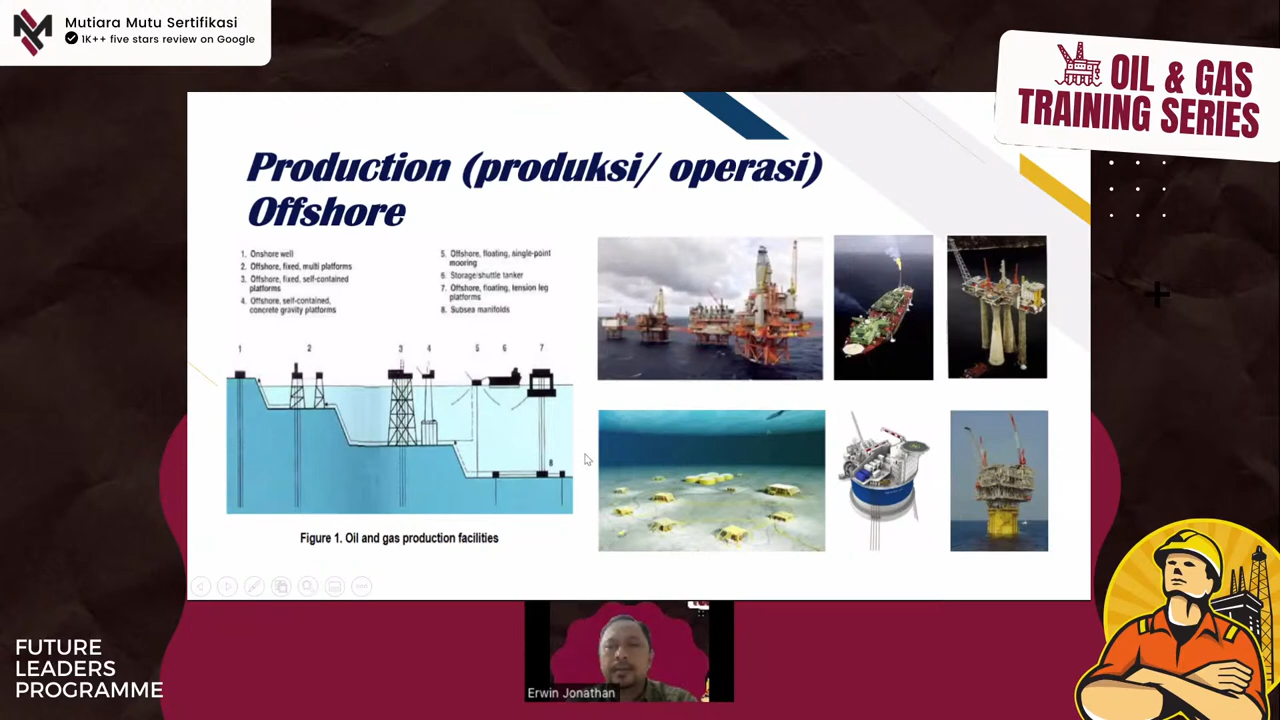 Mutiara Mutu Sertifikasi
1K++ five stars review on Google
OIL & GAS
TRAINING SERIES
Production (produksi/ operasi)
Offshore
1. Onshore well
2. Offshore, fixed, multi platforms
3. Offshore, fixed, self-contained
platforms
4. Offshore, self-contained,
concrete gravity platforms
5. Offshore, floating, single-point
mooring
6. Storage/shuttle tanker
7. Offshore, floating, tension leg
platforms
8. Subsea manifolds
1 2 3 4 5 6 7
8
Figure 1. Oil and gas production facilities
FUTURE
LEADERS
PROGRAMME
Erwin Jonathan